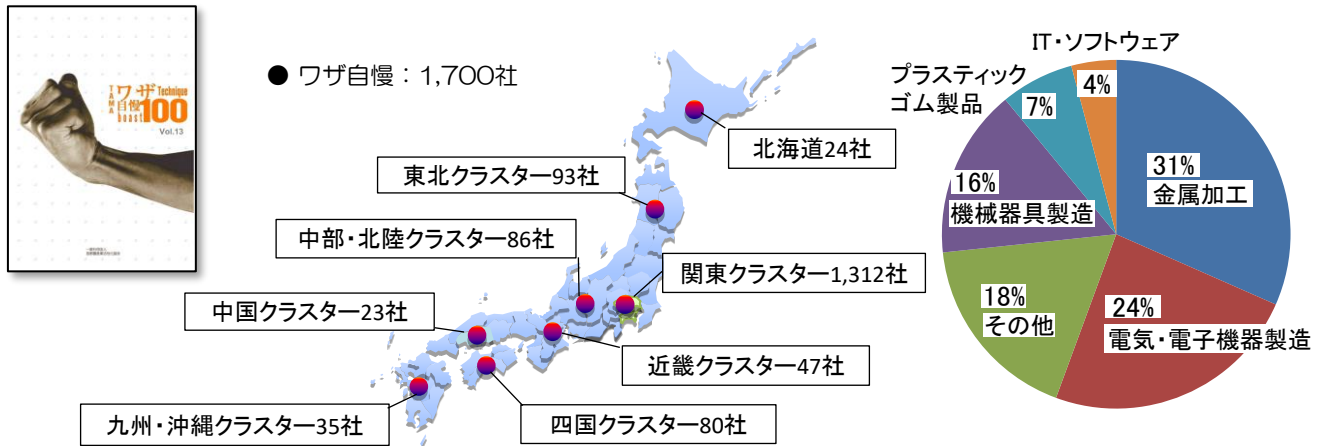 TAMA
ワザ Technique
自慢
boast 100
Vol.13
● ワザ自慢：1,700社
北海道24社
東北クラスター93社
中部・北陸クラスター86社
関東クラスター1,312社
中国クラスター23社
近畿クラスター47社
九州・沖縄クラスター35社
四国クラスター80社
IT・ソフトウェア
4%
プラスティック
ゴム製品
7%
31%
金属加工
16%
機械器具製造
18%
その他
24%
電気・電子機器製造